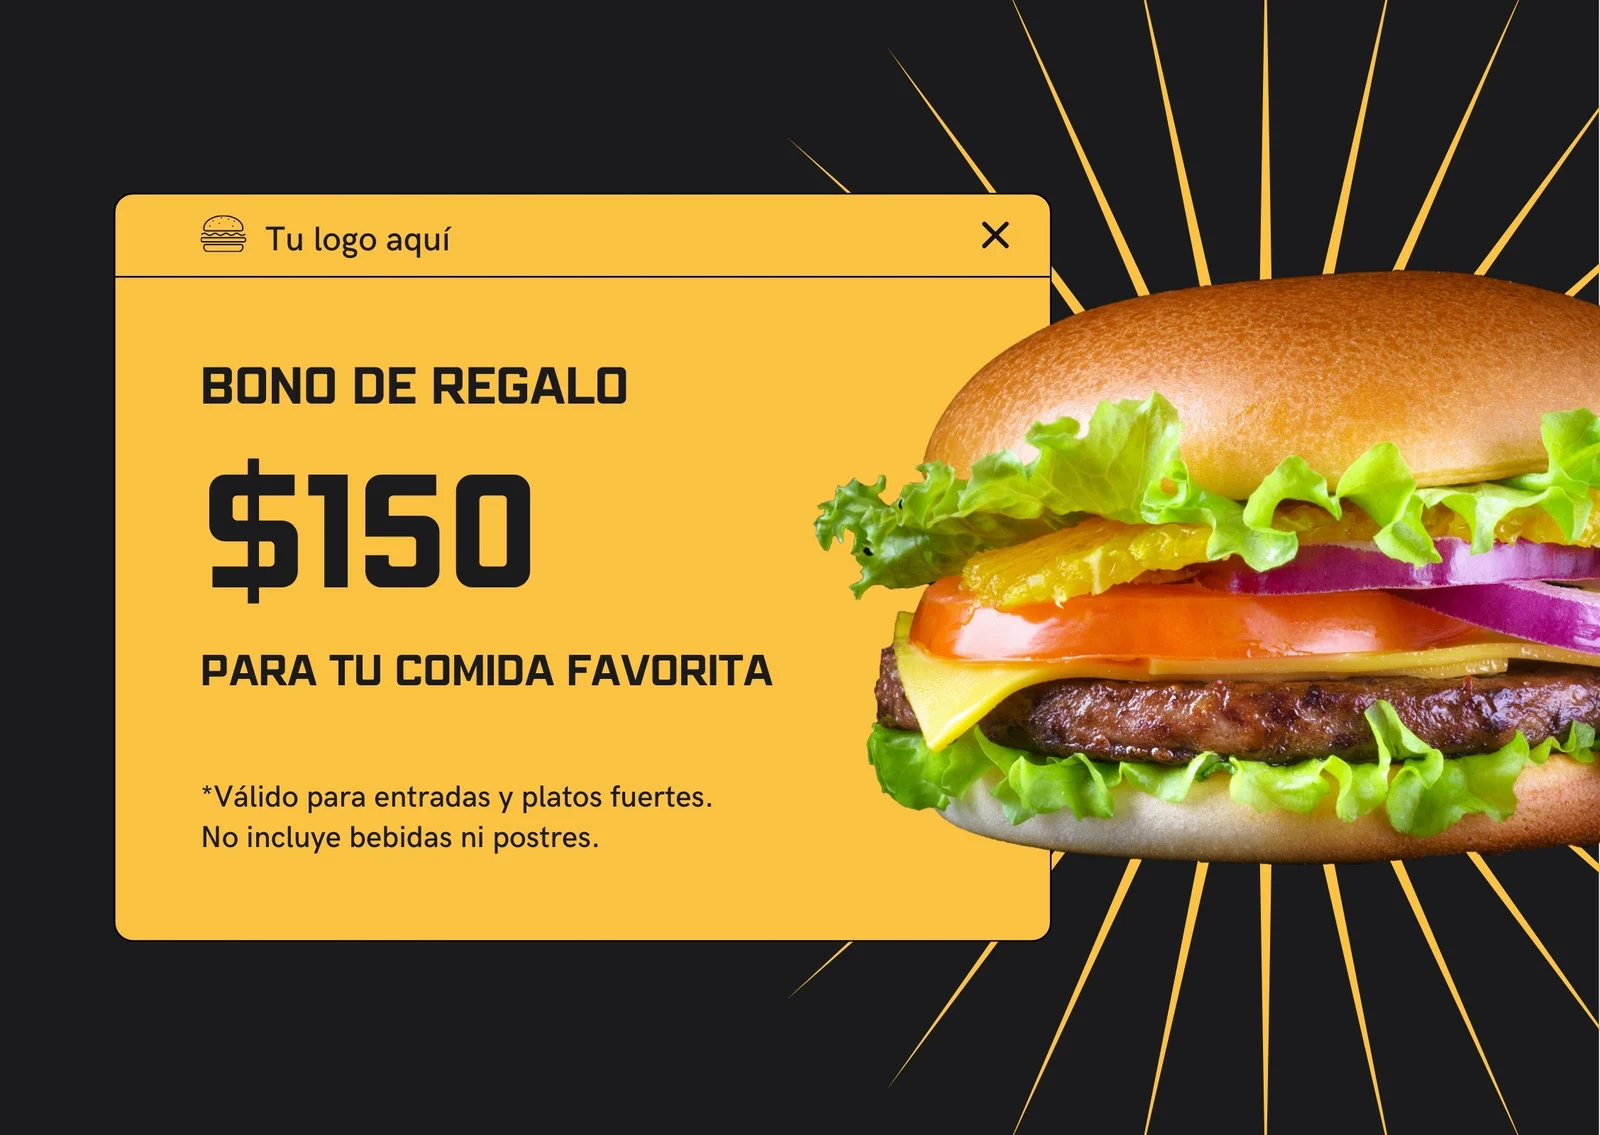 Tu logo aquí
BONO DE REGALO
$150
PARA TU COMIDA FAVORITA
*Válido para entradas y platos fuertes.
No incluye bebidas ni postres.